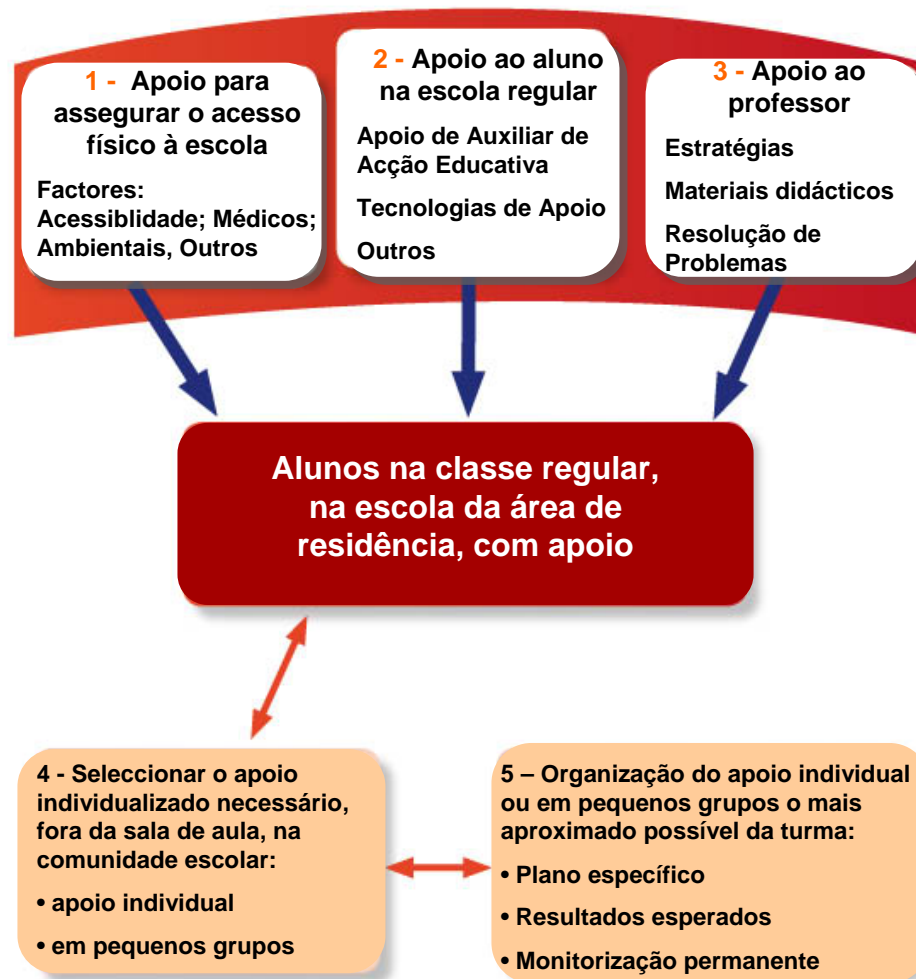 1 - Apoio para
assegurar o acesso
físico à escola
Factores:
Acessiblidade; Médicos;
Ambientais, Outros
2 - Apoio ao aluno
na escola regular
Apoio de Auxiliar de
Acção Educativa
Tecnologias de Apoio
Outros
3 - Apoio ao
professor
Estratégias
Materiais didácticos
Resolução de
Problemas
Alunos na classe regular,
na escola da área de
residência, com apoio
4 - Seleccionar o apoio
individualizado necessário,
fora da sala de aula, na
comunidade escolar:
• apoio individual
• em pequenos grupos
5 – Organização do apoio individual
ou em pequenos grupos o mais
aproximado possível da turma:
• Plano específico
• Resultados esperados
• Monitorização permanente